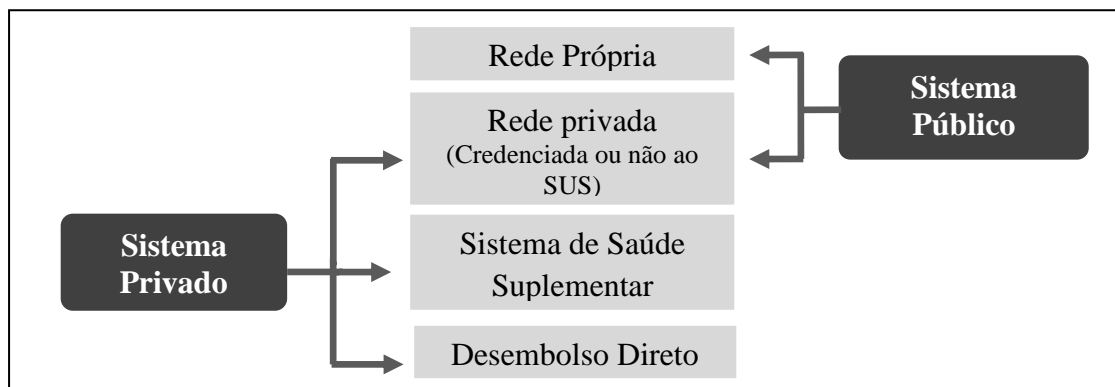 Rede Própria
Sistema
Público
Rede privada
(Credenciada ou não ao
SUS)
Sistema
Privado
Sistema de Saúde
Suplementar
Desembolso Direto